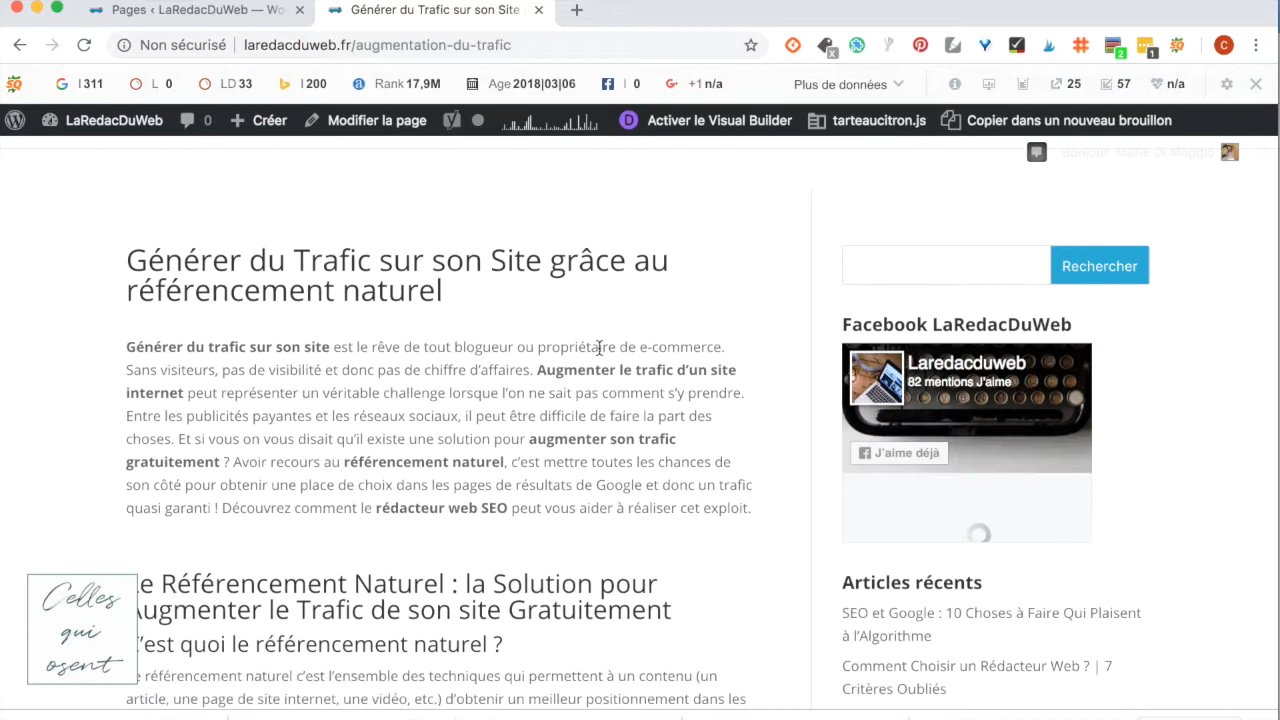 Pages ‹ LaRedacDuWeb — Wo
Générer du Trafic sur son Site
Non sécurisé
laredacduweb.fr/augmentation-du-trafic
I 311
L 0
LD 33
I 200
Rank 17,9M
Age 2018|03|06
I 0
+1 n/a
Plus de données
25
57
n/a
LaRedacDuWeb
0
Créer
Modifier la page
Activer le Visual Builder
tarteaucitron.js
Copier dans un nouveau brouillon
Générer du Trafic sur son Site grâce au
référencement naturel
Générer du trafic sur son site est le rêve de tout blogueur ou propriétaire de e-commerce.
Sans visiteurs, pas de visibilité et donc pas de chiffre d’affaires. Augmenter le trafic d’un site
internet peut représenter un véritable challenge lorsque l’on ne sait pas comment s’y prendre.
Entre les publicités payantes et les réseaux sociaux, il peut être difficile de faire la part des
choses. Et si vous on vous disait qu’il existe une solution pour augmenter son trafic
gratuitement ? Avoir recours au référencement naturel, c’est mettre toutes les chances de
son côté pour obtenir une place de choix dans les pages de résultats de Google et donc un trafic
quasi garanti ! Découvrez comment le rédacteur web SEO peut vous aider à réaliser cet exploit.
Référencement Naturel : la Solution pour
Augmenter le Trafic de son site Gratuitement
C’est quoi le référencement naturel ?
référencement naturel c’est l’ensemble des techniques qui permettent à un contenu (un
article, une page de site internet, une vidéo, etc.) d’obtenir un meilleur positionnement dans les
Celles
qui
osent
Rechercher
Facebook LaRedacDuWeb
Laredacduweb
82 mentions J’aime
J’aime déjà
Articles récents
SEO et Google : 10 Choses à Faire Qui Plaisent
à l’Algorithme
Comment Choisir un Rédacteur Web ? | 7
Critères Oubliés